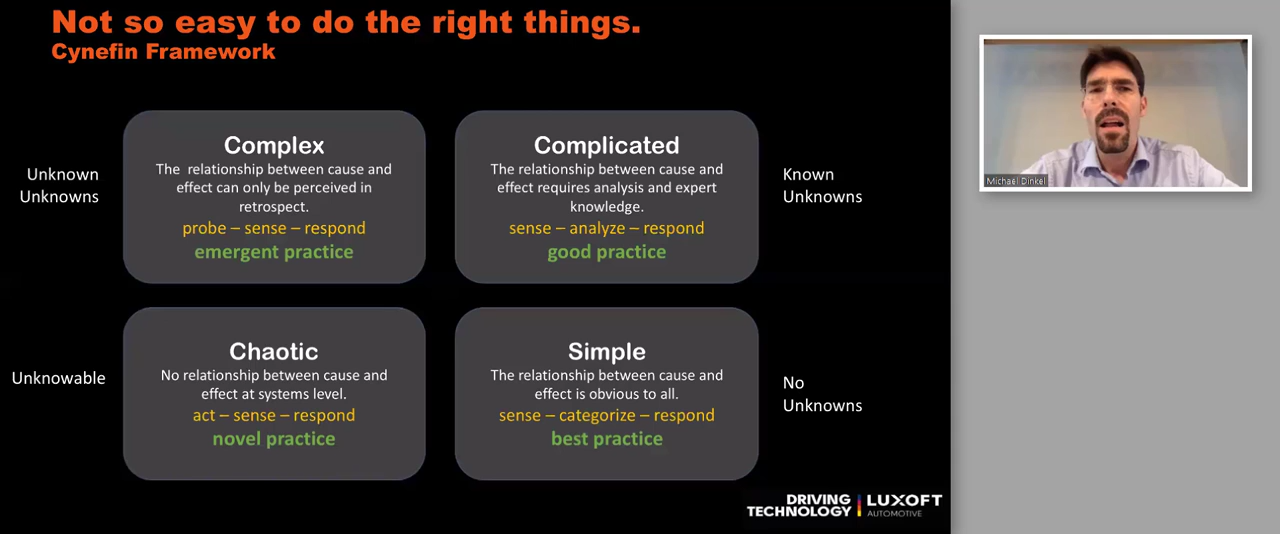 Not so easy to do the right things.
Cynefin Framework
Unknown
Unknowns
Complex
The relationship between cause and
effect can only be perceived in
retrospect.
probe – sense – respond
emergent practice
Complicated
The relationship between cause and
effect requires analysis and expert
knowledge.
sense – analyze – respond
good practice
Known
Unknowns
Unknowable
Chaotic
No relationship between cause and
effect at systems level.
act – sense – respond
novel practice
Simple
The relationship between cause and
effect is obvious to all.
sense – categorize – respond
best practice
No
Unknowns
DRIVING
TECHNOLOGY
LUXOFT
AUTOMOTIVE
Michael Dinkel